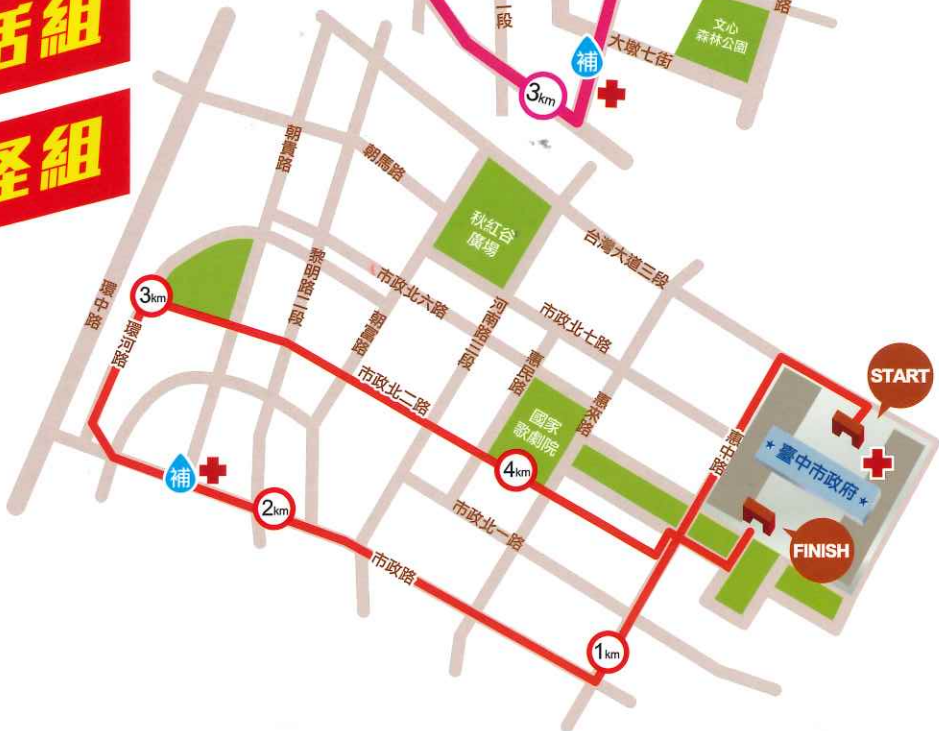 組
組
二段
路
文心
森林公園
大墩七街
補
3km
朝貴路
朝馬路
秋紅谷
廣場
台灣大道三段
黎明路二段
市政北六路
市政北七路
環中路
3km
環河路
朝富路
河南路三段
惠民路
惠來路
市政北二路
START
國家
歌劇院
惠中路
臺中市政府
4km
補
2km
市政北一路
FINISH
市政路
1km